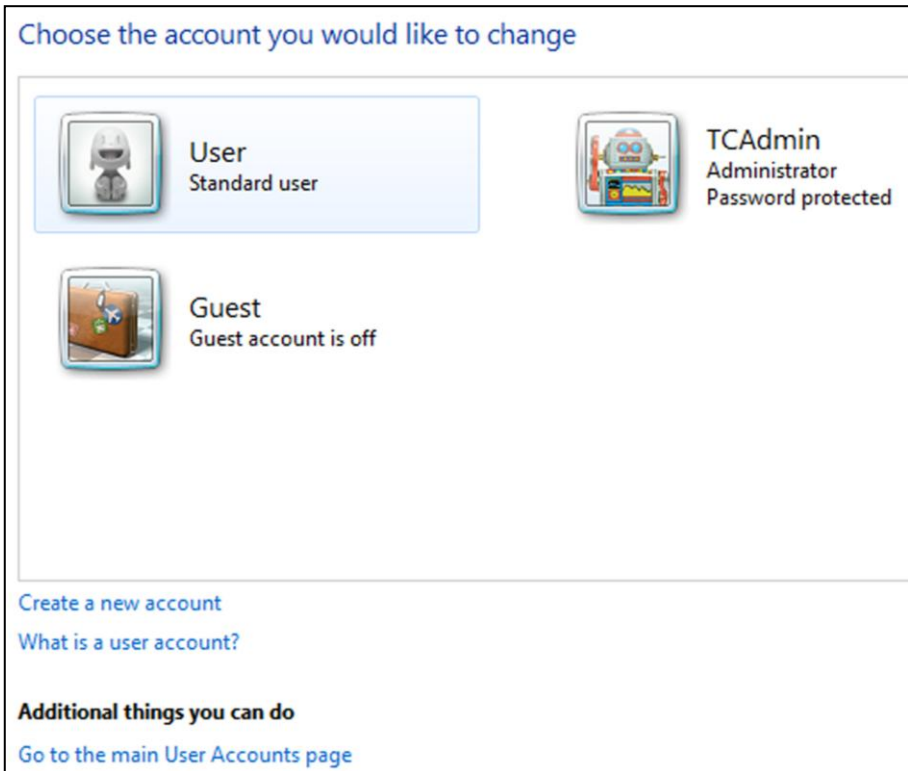 Choose the account you would like to change
User
Standard user
TCAdmin
Administrator
Password protected
Guest
Guest account is off
Create a new account
What is a user account?
Additional things you can do
Go to the main User Accounts page